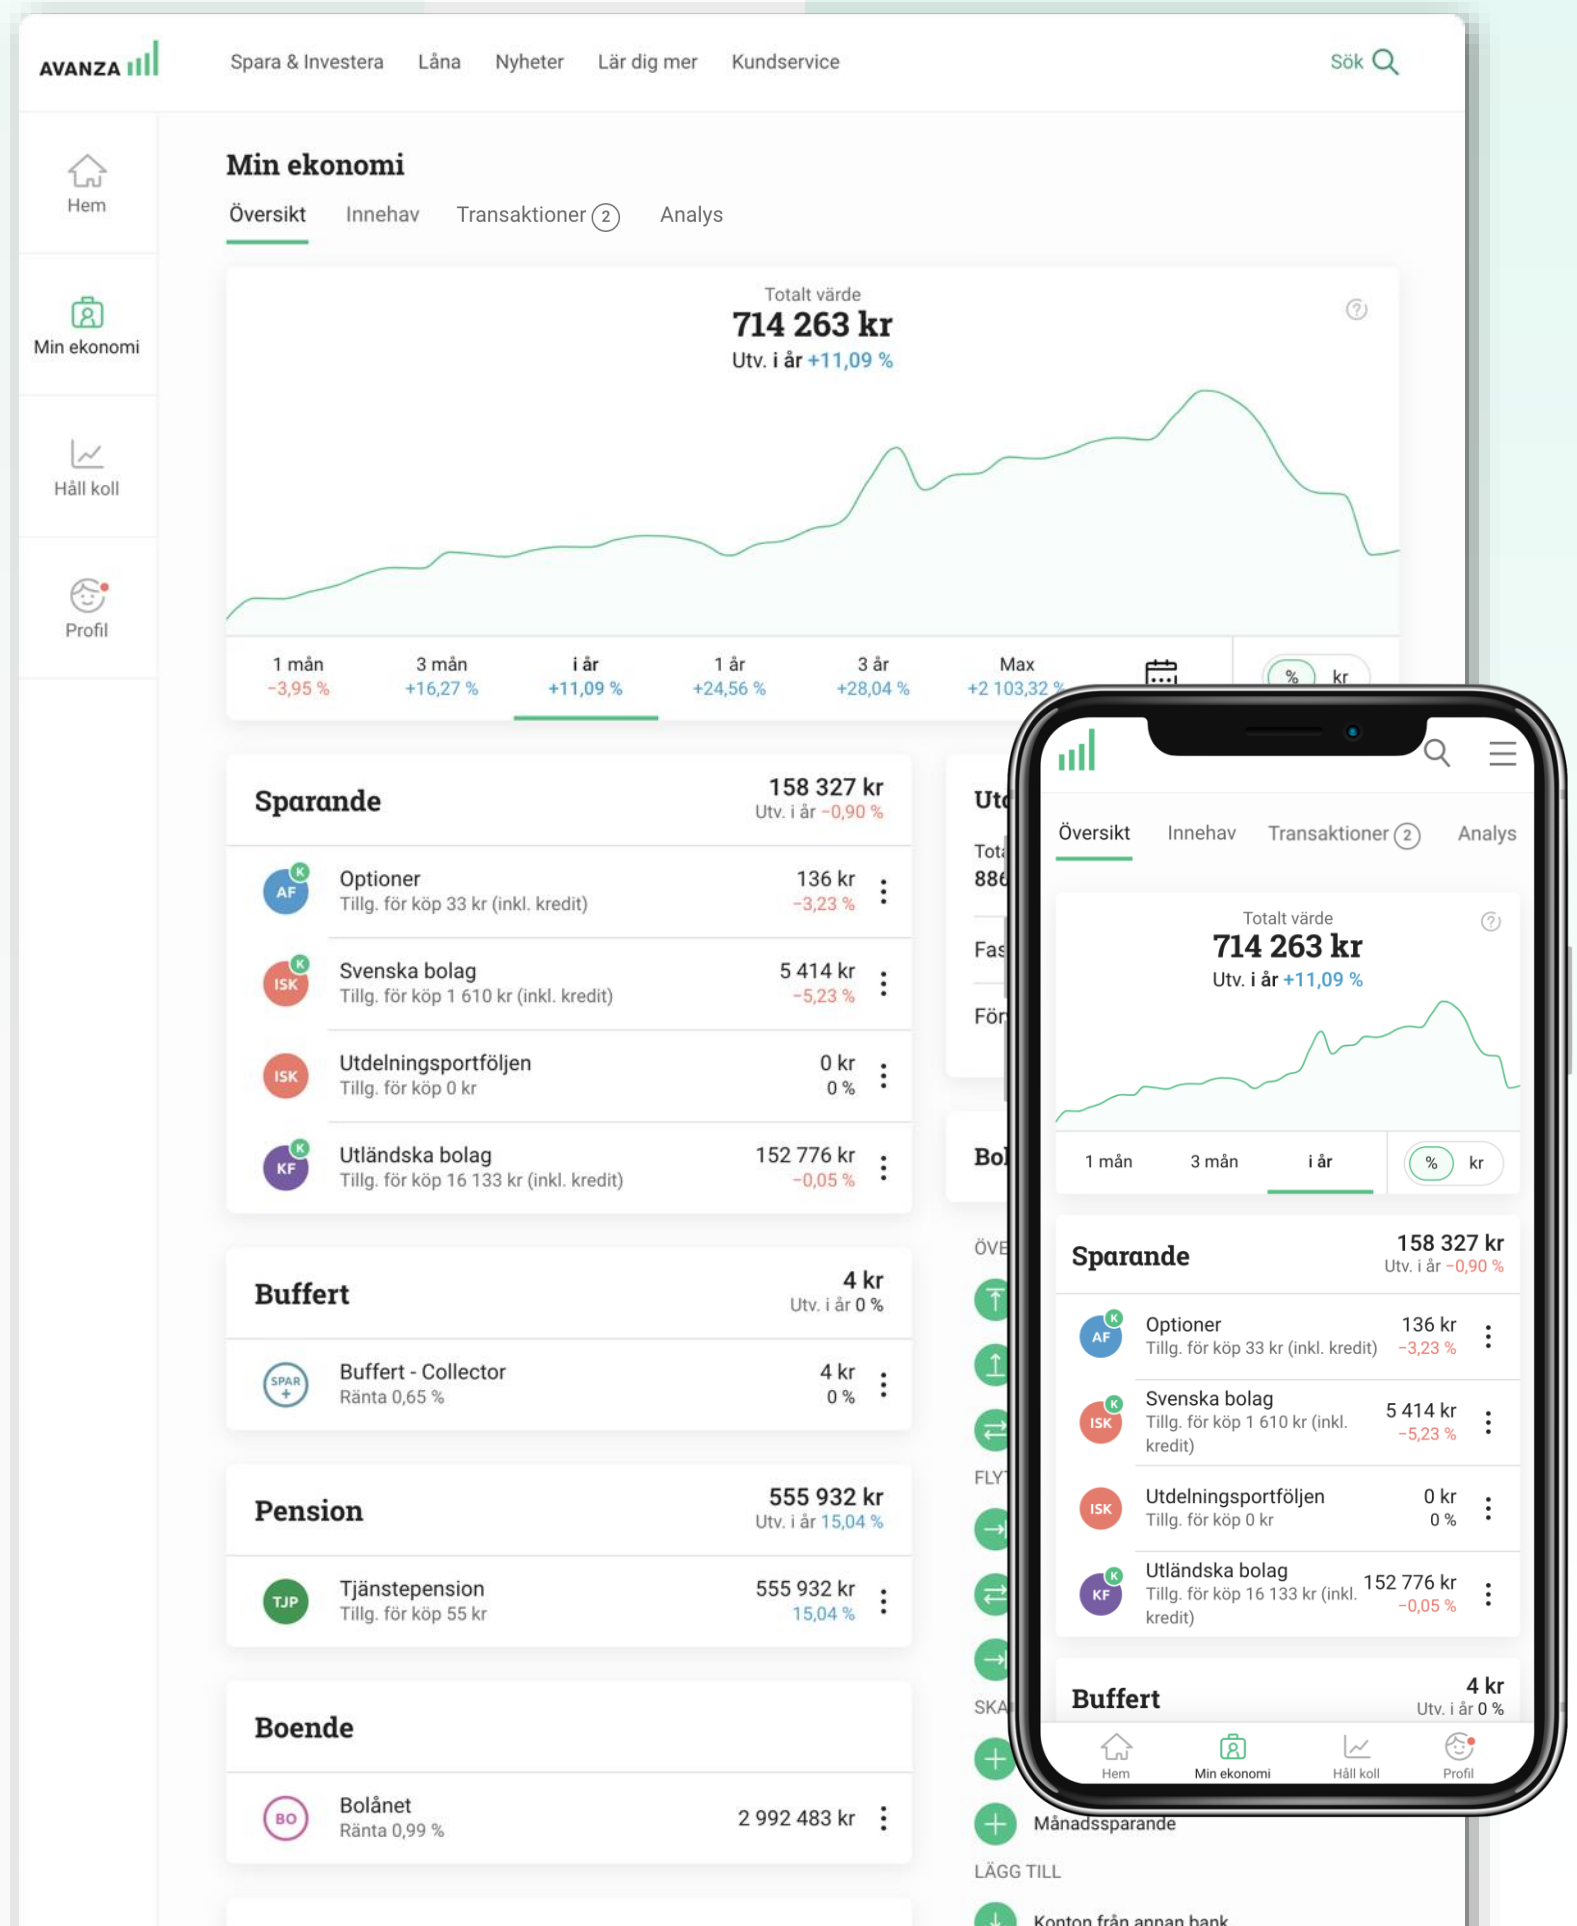 AVANZA
Spara & Investera Låna Nyheter Lär dig mer Kundservice Sök
Hem
Min ekonomi
Håll koll
Profil
Min ekonomi
Översikt Innehav Transaktioner 2 Analys
Totalt värde
714 263 kr
Utv. i år +11,09 %
1 mån 3 mån i år 1 år 3 år Max
−3,95 % +16,27 % +11,09 % +24,56 % +28,04 % +2 103,32 %
% kr
Sparande 158 327 kr
Utv. i år −0,90 %
AF K Optioner 136 kr
Tillg. för köp 33 kr (inkl. kredit) −3,23 %
ISK K Svenska bolag 5 414 kr
Tillg. för köp 1 610 kr (inkl. kredit) −5,23 %
ISK Utdelningsportföljen 0 kr
Tillg. för köp 0 kr 0 %
KF K Utländska bolag 152 776 kr
Tillg. för köp 16 133 kr (inkl. kredit) −0,05 %
Buffert 4 kr
Utv. i år 0 %
SPAR + Buffert - Collector 4 kr
Ränta 0,65 % 0 %
Pension 555 932 kr
Utv. i år 15,04 %
TJP Tjänstepension 555 932 kr
Tillg. för köp 55 kr 15,04 %
Boende
BO Bolånet 2 992 483 kr
Ränta 0,99 %
886
Månadssparande
LÄGG TILL
Konton från annan bank
Översikt Innehav Transaktioner 2 Analys
Totalt värde
714 263 kr
Utv. i år +11,09 %
1 mån 3 mån i år % kr
Sparande 158 327 kr
Utv. i år −0,90 %
AF K Optioner 136 kr
Tillg. för köp 33 kr (inkl. kredit) −3,23 %
ISK K Svenska bolag 5 414 kr
Tillg. för köp 1 610 kr (inkl. −5,23 %
kredit)
ISK Utdelningsportföljen 0 kr
Tillg. för köp 0 kr 0 %
KF K Utländska bolag 152 776 kr
Tillg. för köp 16 133 kr (inkl. −0,05 %
kredit)
Buffert 4 kr
Utv. i år 0 %
Hem Min ekonomi Håll koll Profil